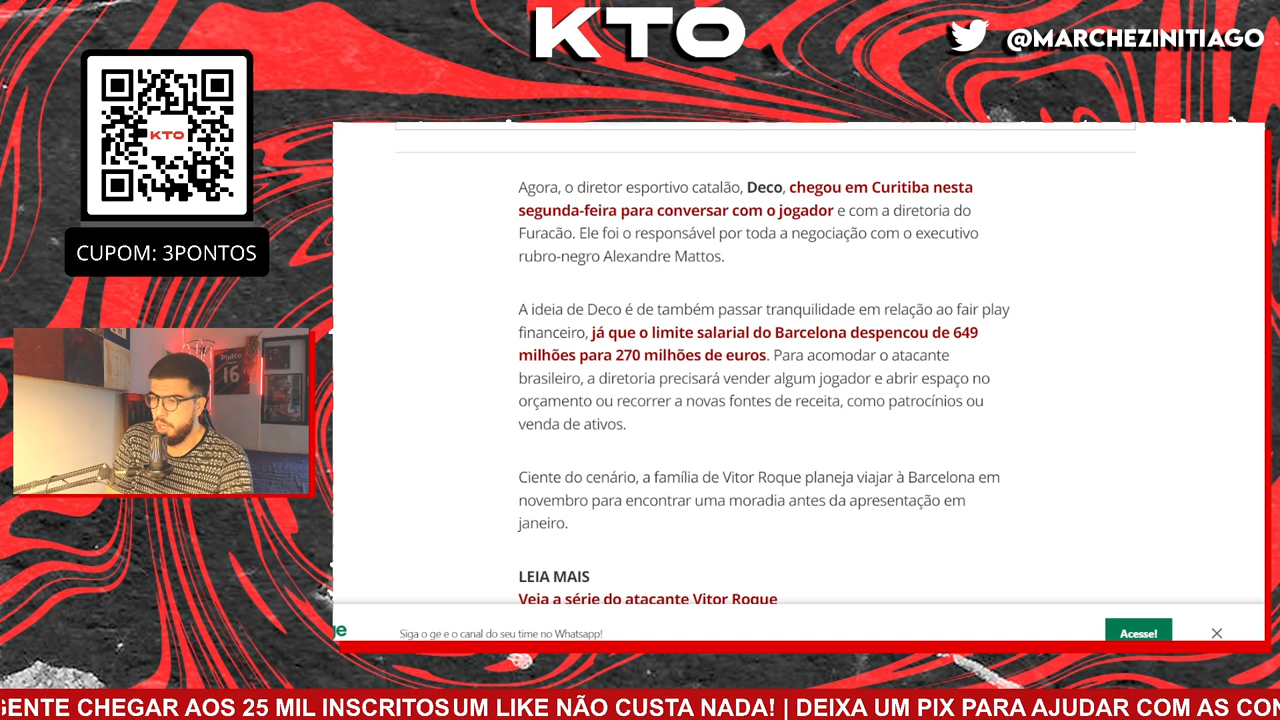 KTO
@MARCHEZINITIAGO
KTO
CUPOM: 3PONTOS
Philco
16
Agora, o diretor esportivo catalão, Deco, chegou em Curitiba nesta
segunda-feira para conversar com o jogador e com a diretoria do
Furacão. Ele foi o responsável por toda a negociação com o executivo
rubro-negro Alexandre Mattos.
A ideia de Deco é de também passar tranquilidade em relação ao fair play
financeiro, já que o limite salarial do Barcelona despencou de 649
milhões para 270 milhões de euros. Para acomodar o atacante
brasileiro, a diretoria precisará vender algum jogador e abrir espaço no
orçamento ou recorrer a novas fontes de receita, como patrocínios ou
venda de ativos.
Ciente do cenário, a família de Vitor Roque planeja viajar à Barcelona em
novembro para encontrar uma moradia antes da apresentação em
janeiro.
LEIA MAIS
Veja a série do atacante Vitor Roque
ge
Siga o ge e o canal do seu time no Whatsapp!
Acesse!
GENTE CHEGAR AOS 25 MIL INSCRITOS UM LIKE NÃO CUSTA NADA! | DEIXA UM PIX PARA AJUDAR COM AS CON